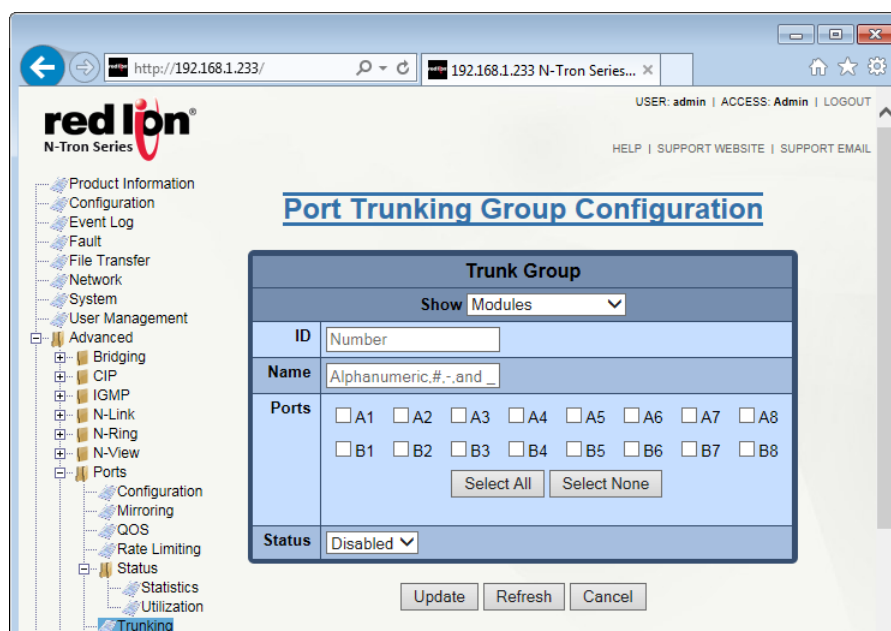 http://192.168.1.233/
192.168.1.233 N-Tron Series...
USER: admin | ACCESS: Admin | LOGOUT
red lion®
N-Tron Series
HELP | SUPPORT WEBSITE | SUPPORT EMAIL
Product Information
Configuration
Event Log
Fault
File Transfer
Network
System
User Management
Advanced
Bridging
CIP
IGMP
N-Link
N-Ring
N-View
Ports
Configuration
Mirroring
QOS
Rate Limiting
Status
Statistics
Utilization
Trunking
Port Trunking Group Configuration
Trunk Group
Show Modules
ID Number
Name Alphanumeric,#,-,and _
Ports A1 A2 A3 A4 A5 A6 A7 A8
B1 B2 B3 B4 B5 B6 B7 B8
Select All Select None
Status Disabled
Update Refresh Cancel